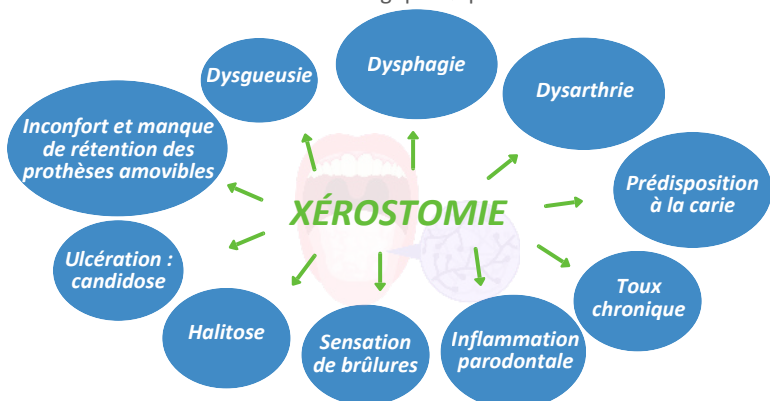 Dysgueusie
Dysphagie
Dysarthrie
Inconfort et manque
de rétention des
prothèses amovibles
XÉROSTOMIE
Prédisposition
à la carie
Ulcération :
candidose
Toux
chronique
Halitose
Sensation
de brûlures
Inflammation
parodontale